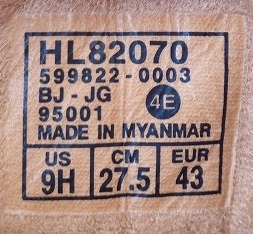 HL82070
599822-0003
BJ-JG 4E
95001
MADE IN MYANMAR
US CM EUR
9H 27.5 43